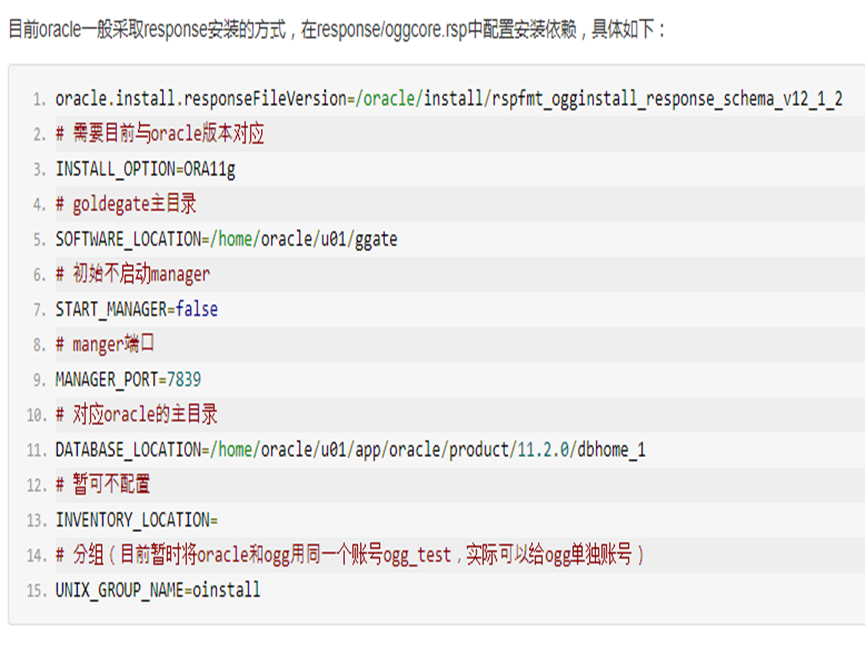 目前oracle一般采取response安装的方式，在response/oggcore.rsp中配置安装依赖，具体如下：
1. oracle.install.responseFileVersion=/oracle/install/rspfmt_ogginstall_response_schema_v12_1_2
2. # 需要目前与oracle版本对应
3. INSTALL_OPTION=ORA11g
4. # goldegate主目录
5. SOFTWARE_LOCATION=/home/oracle/u01/ggate
6. # 初始不启动manager
7. START_MANAGER=false
8. # manger端口
9. MANAGER_PORT=7839
10. # 对应oracle的主目录
11. DATABASE_LOCATION=/home/oracle/u01/app/oracle/product/11.2.0/dbhome_1
12. # 暂可不配置
13. INVENTORY_LOCATION=
14. # 分组（目前暂时将oracle和ogg用同一个账号ogg_test，实际可以给ogg单独账号）
15. UNIX_GROUP_NAME=oinstall